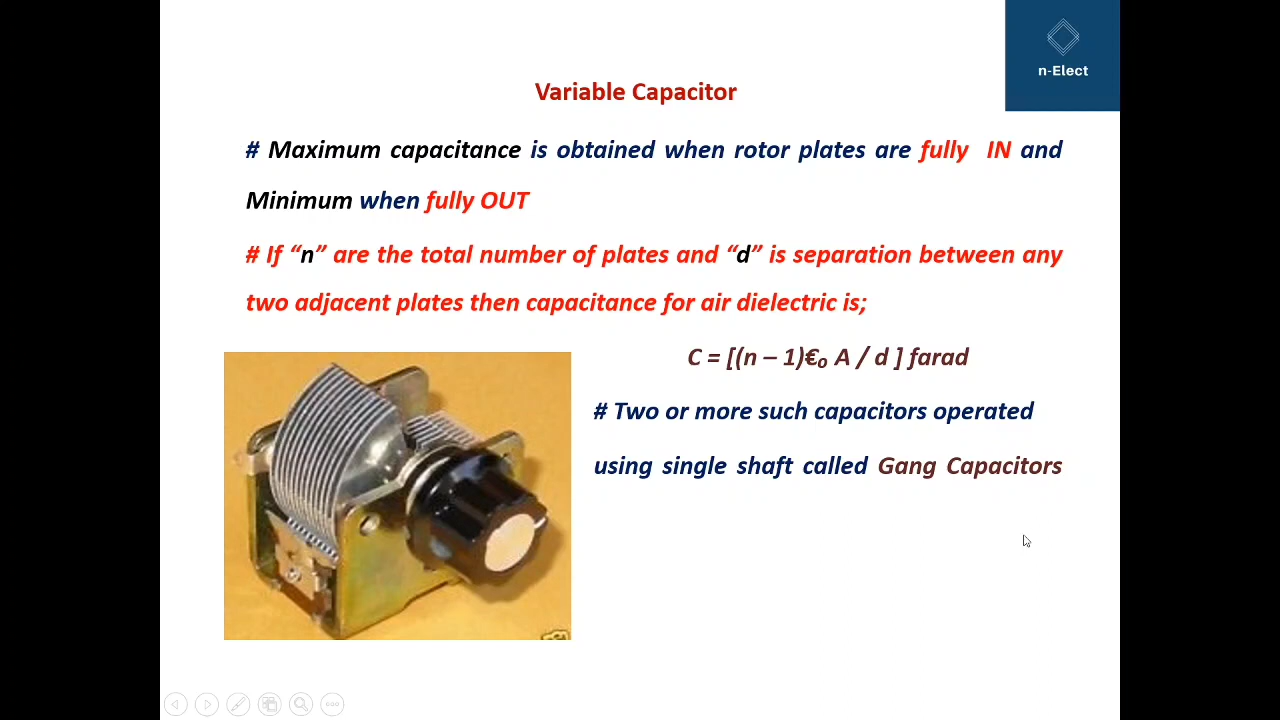 n-Elect
Variable Capacitor
# Maximum capacitance is obtained when rotor plates are fully IN and
Minimum when fully OUT
# If “n” are the total number of plates and “d” is separation between any
two adjacent plates then capacitance for air dielectric is;
C = [(n – 1)€₀ A / d ] farad
# Two or more such capacitors operated
using single shaft called Gang Capacitors